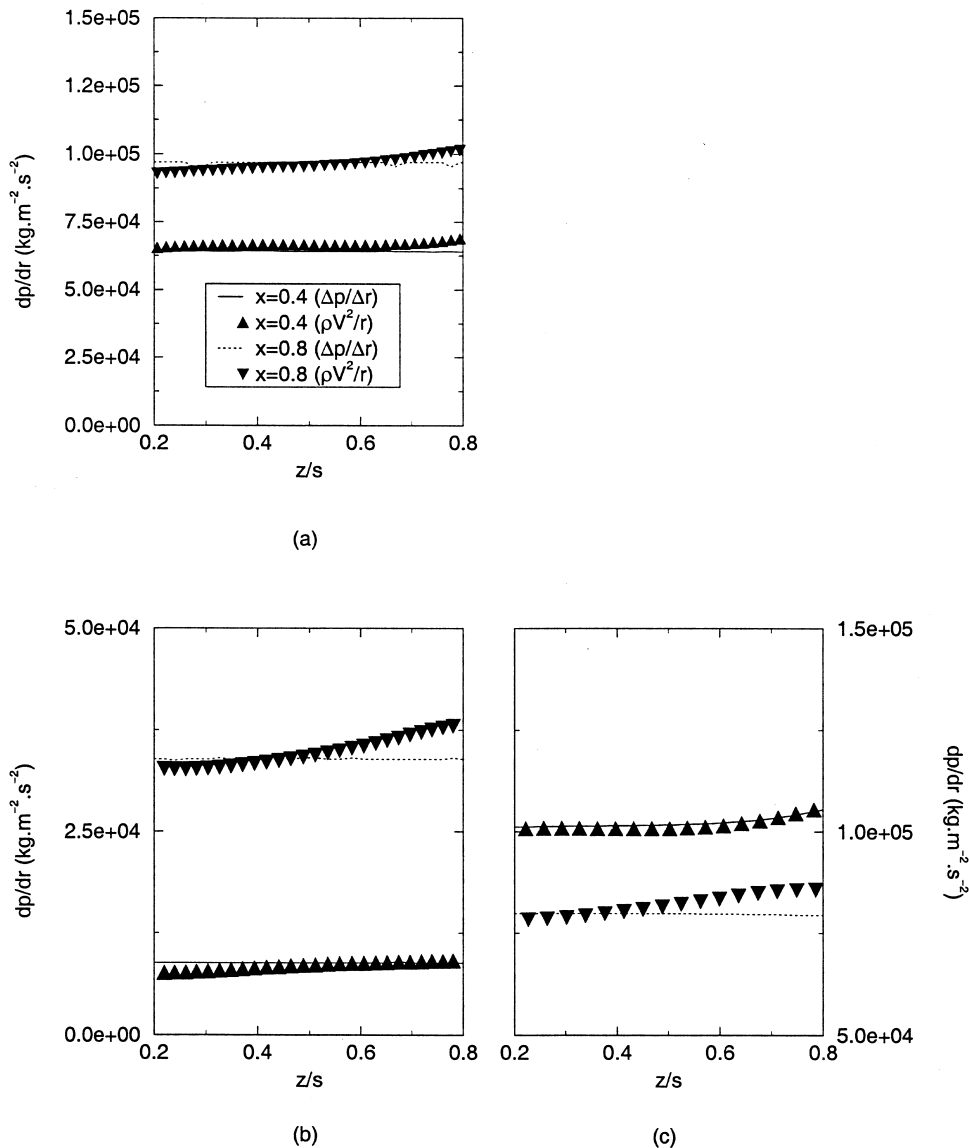 1.5e+05
1.2e+05
1.0e+05
7.5e+04
5.0e+04
2.5e+04
0.0e+00
dp/dr (kg.m⁻².s⁻²)
x=0.4 (Δp/Δr)
x=0.4 (ρV²/r)
x=0.8 (Δp/Δr)
x=0.8 (ρV²/r)
0.2 0.4 0.6 0.8
z/s
(a)
5.0e+04
2.5e+04
0.0e+00
dp/dr (kg.m⁻².s⁻²)
0.2 0.4 0.6 0.8
z/s
(b)
1.5e+05
1.0e+05
5.0e+04
dp/dr (kg.m⁻².s⁻²)
0.2 0.4 0.6 0.8
z/s
(c)